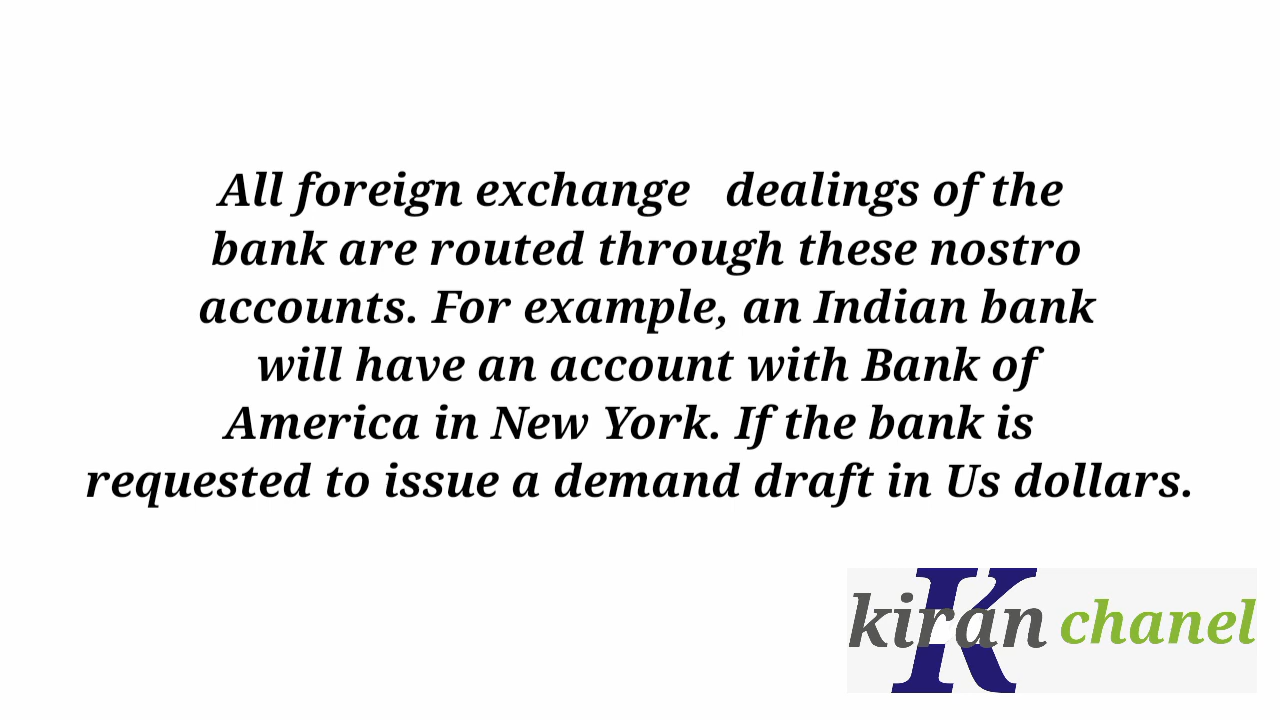 All foreign exchange dealings of the
bank are routed through these nostro
accounts. For example, an Indian bank
will have an account with Bank of
America in New York. If the bank is
requested to issue a demand draft in Us dollars.
K
kiran chanel